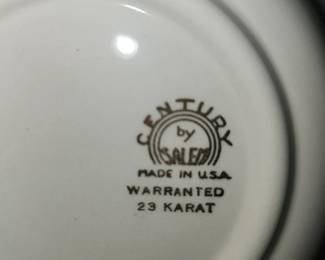 CENTURY
by
SALEM
MADE IN U.S.A.
WARRANTED
23 KARAT